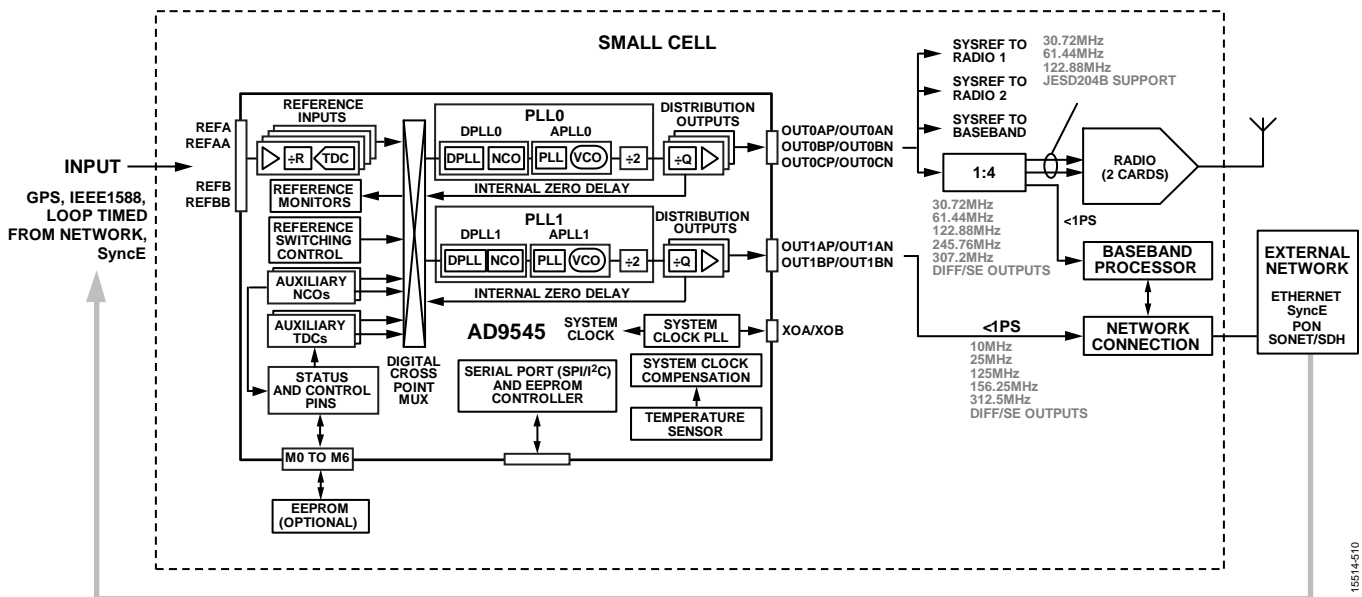 SMALL CELL
INPUT
GPS, IEEE1588,
LOOP TIMED
FROM NETWORK,
SyncE
REFA
REFAA
REFB
REFBB
REFERENCE
INPUTS
÷R
TDC
REFERENCE
MONITORS
REFERENCE
SWITCHING
CONTROL
AUXILIARY
NCOs
AUXILIARY
TDCs
STATUS
AND CONTROL
PINS
M0 TO M6
EEPROM
(OPTIONAL)
DIGITAL
CROSS
POINT
MUX
PLL0
DPLL0
APLL0
DPLL
NCO
PLL
VCO
÷2
INTERNAL ZERO DELAY
DISTRIBUTION
OUTPUTS
÷Q
PLL1
DPLL1
APLL1
DPLL
NCO
PLL
VCO
÷2
INTERNAL ZERO DELAY
DISTRIBUTION
OUTPUTS
÷Q
AD9545
SYSTEM
CLOCK
SYSTEM
CLOCK PLL
SERIAL PORT (SPI/I²C)
AND EEPROM
CONTROLLER
SYSTEM CLOCK
COMPENSATION
TEMPERATURE
SENSOR
OUT0AP/OUT0AN
OUT0BP/OUT0BN
OUT0CP/OUT0CN
OUT1AP/OUT1AN
OUT1BP/OUT1BN
XOA/XOB
SYSREF TO
RADIO 1
SYSREF TO
RADIO 2
SYSREF TO
BASEBAND
30.72MHz
61.44MHz
122.88MHz
JESD204B SUPPORT
1:4
30.72MHz
61.44MHz
122.88MHz
245.76MHz
307.2MHz
DIFF/SE OUTPUTS
RADIO
(2 CARDS)
<1PS
BASEBAND
PROCESSOR
<1PS
10MHz
25MHz
125MHz
156.25MHz
312.5MHz
DIFF/SE OUTPUTS
NETWORK
CONNECTION
EXTERNAL
NETWORK
ETHERNET
SyncE
PON
SONET/SDH
15514-510